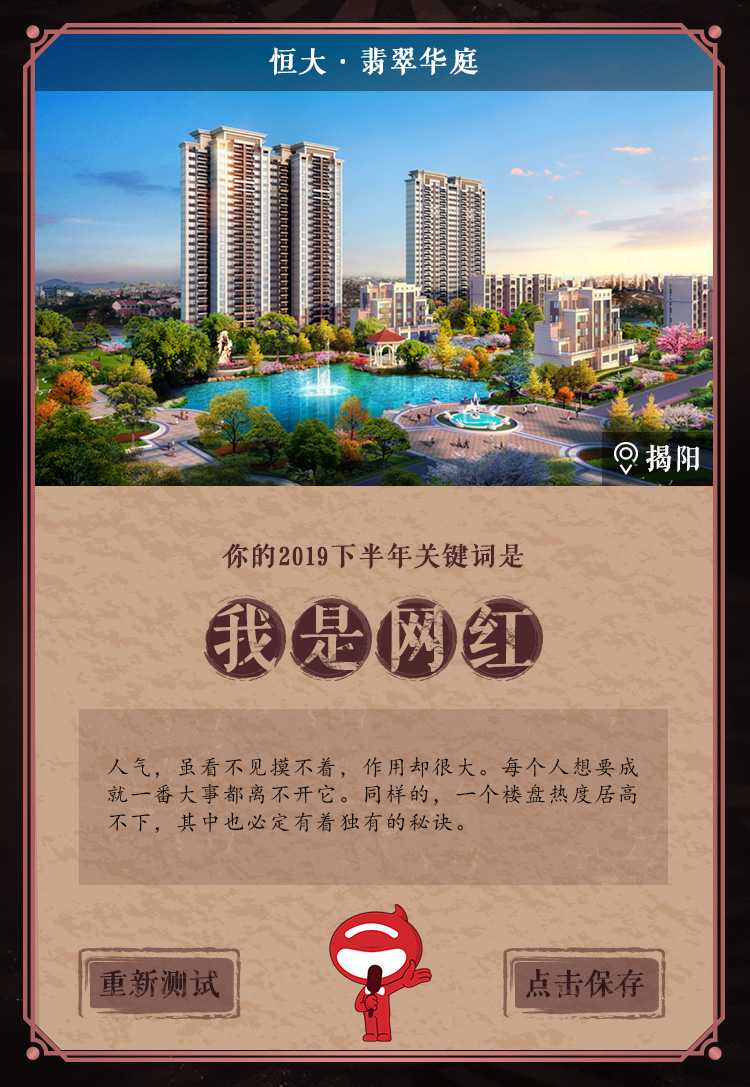 恒大·翡翠华庭
揭阳
你的2019下半年关键词是
我是网红
人气，虽看不见摸不着，作用却很大。每个人想要成
就一番大事都离不开它。同样的，一个楼盘热度居高
不下，其中也必定有着独有的秘诀。
重新测试
点击保存